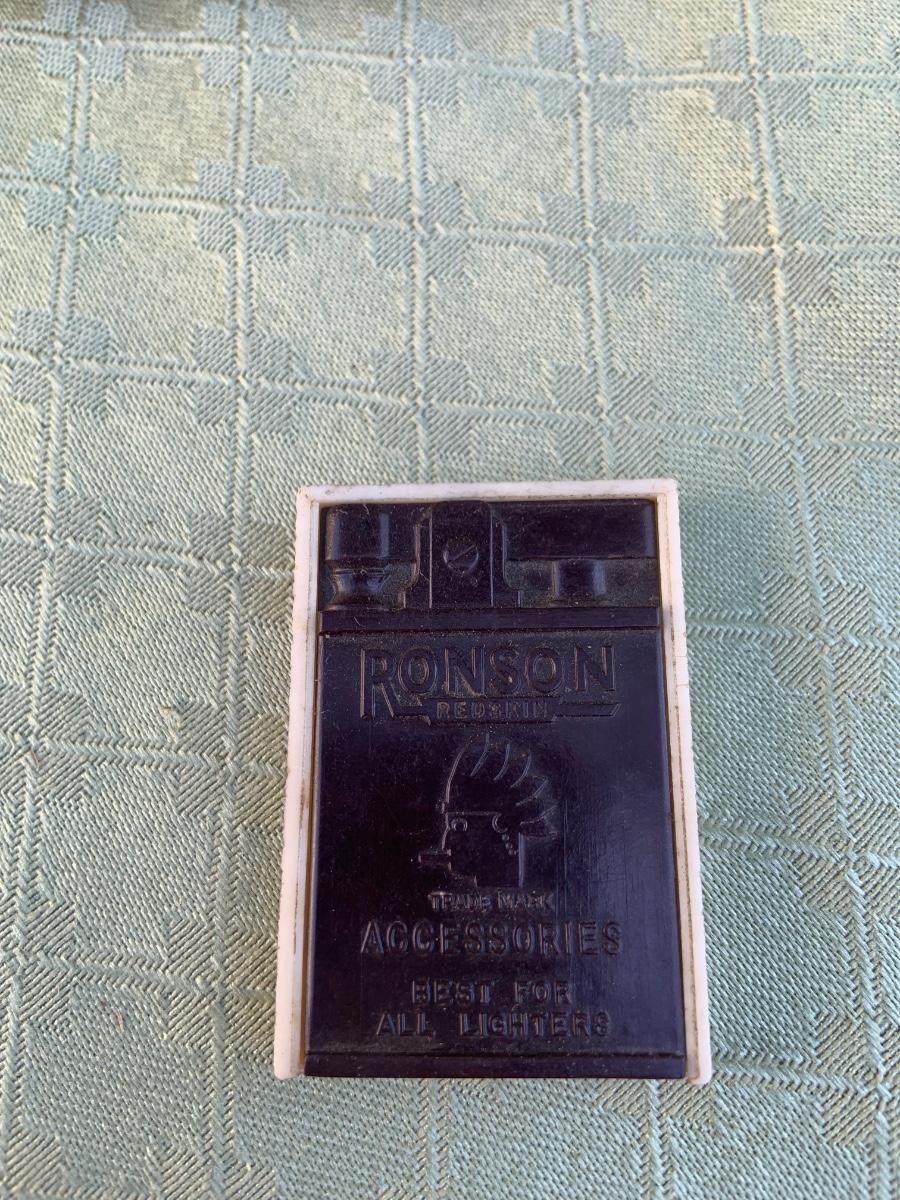 RONSON
REDSKIN
TRADE MARK
ACCESSORIES
BEST FOR
ALL LIGHTERS